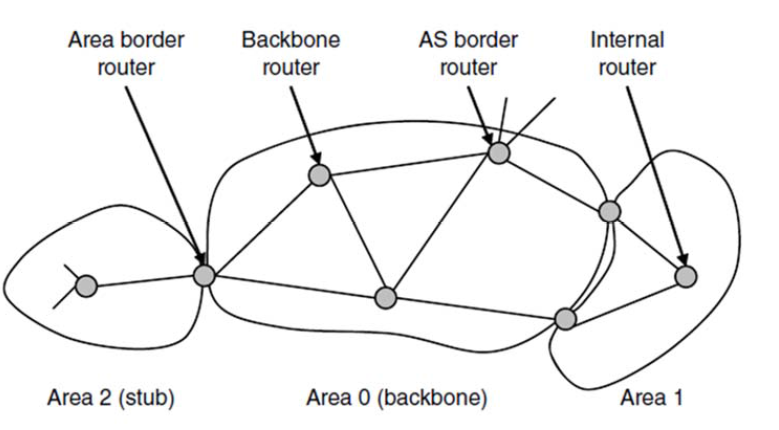 Area border
router
Backbone
router
AS border
router
Internal
router
Area 2 (stub)
Area 0 (backbone)
Area 1